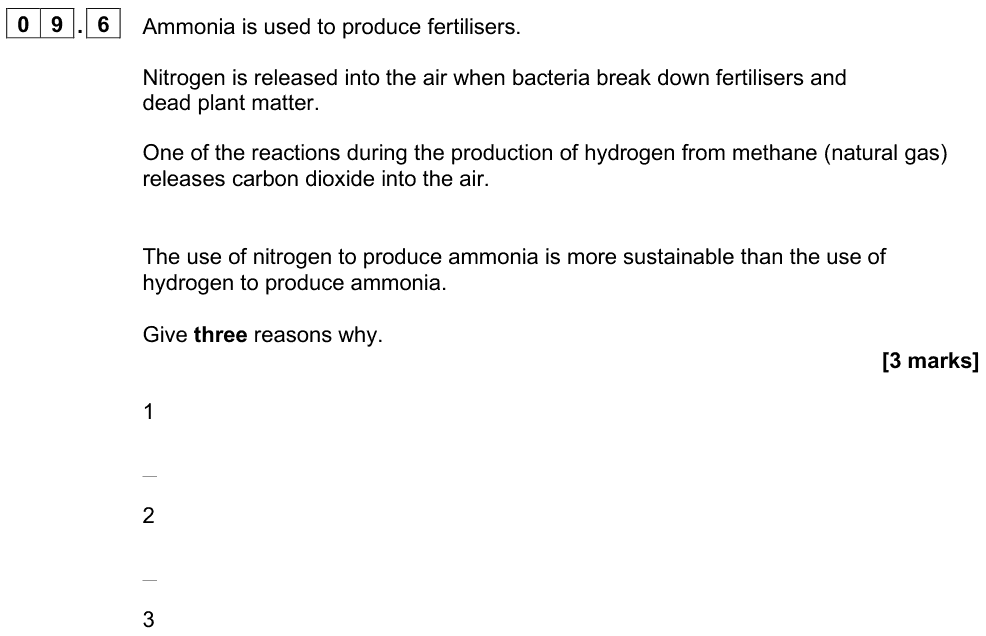 09.6 Ammonia is used to produce fertilisers.
Nitrogen is released into the air when bacteria break down fertilisers and
dead plant matter.
One of the reactions during the production of hydrogen from methane (natural gas)
releases carbon dioxide into the air.
The use of nitrogen to produce ammonia is more sustainable than the use of
hydrogen to produce ammonia.
Give three reasons why.
[3 marks]
1
2
3